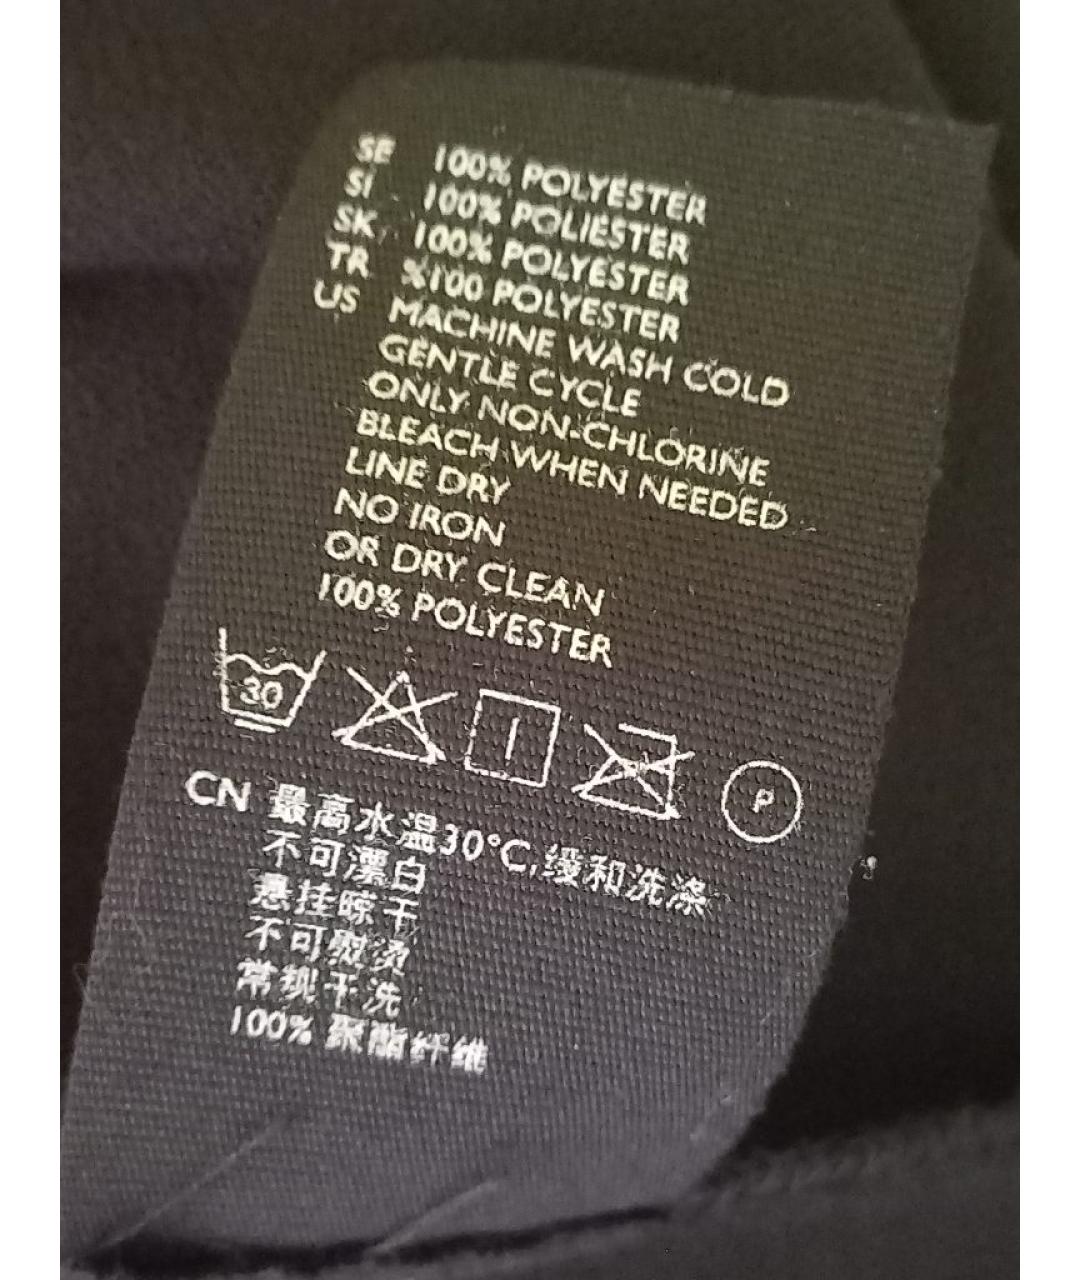 SE 100% POLYESTER
SI 100% POLIESTER
SK 100% POLYESTER
TR %100 POLYESTER
US MACHINE WASH COLD
GENTLE CYCLE
ONLY NON-CHLORINE
BLEACH WHEN NEEDED
LINE DRY
NO IRON
OR DRY CLEAN
100% POLYESTER
30 P
CN 最高水温30°C,缓和洗涤
不可漂白
悬挂晾干
不可熨烫
常规干洗
100% 聚酯纤维